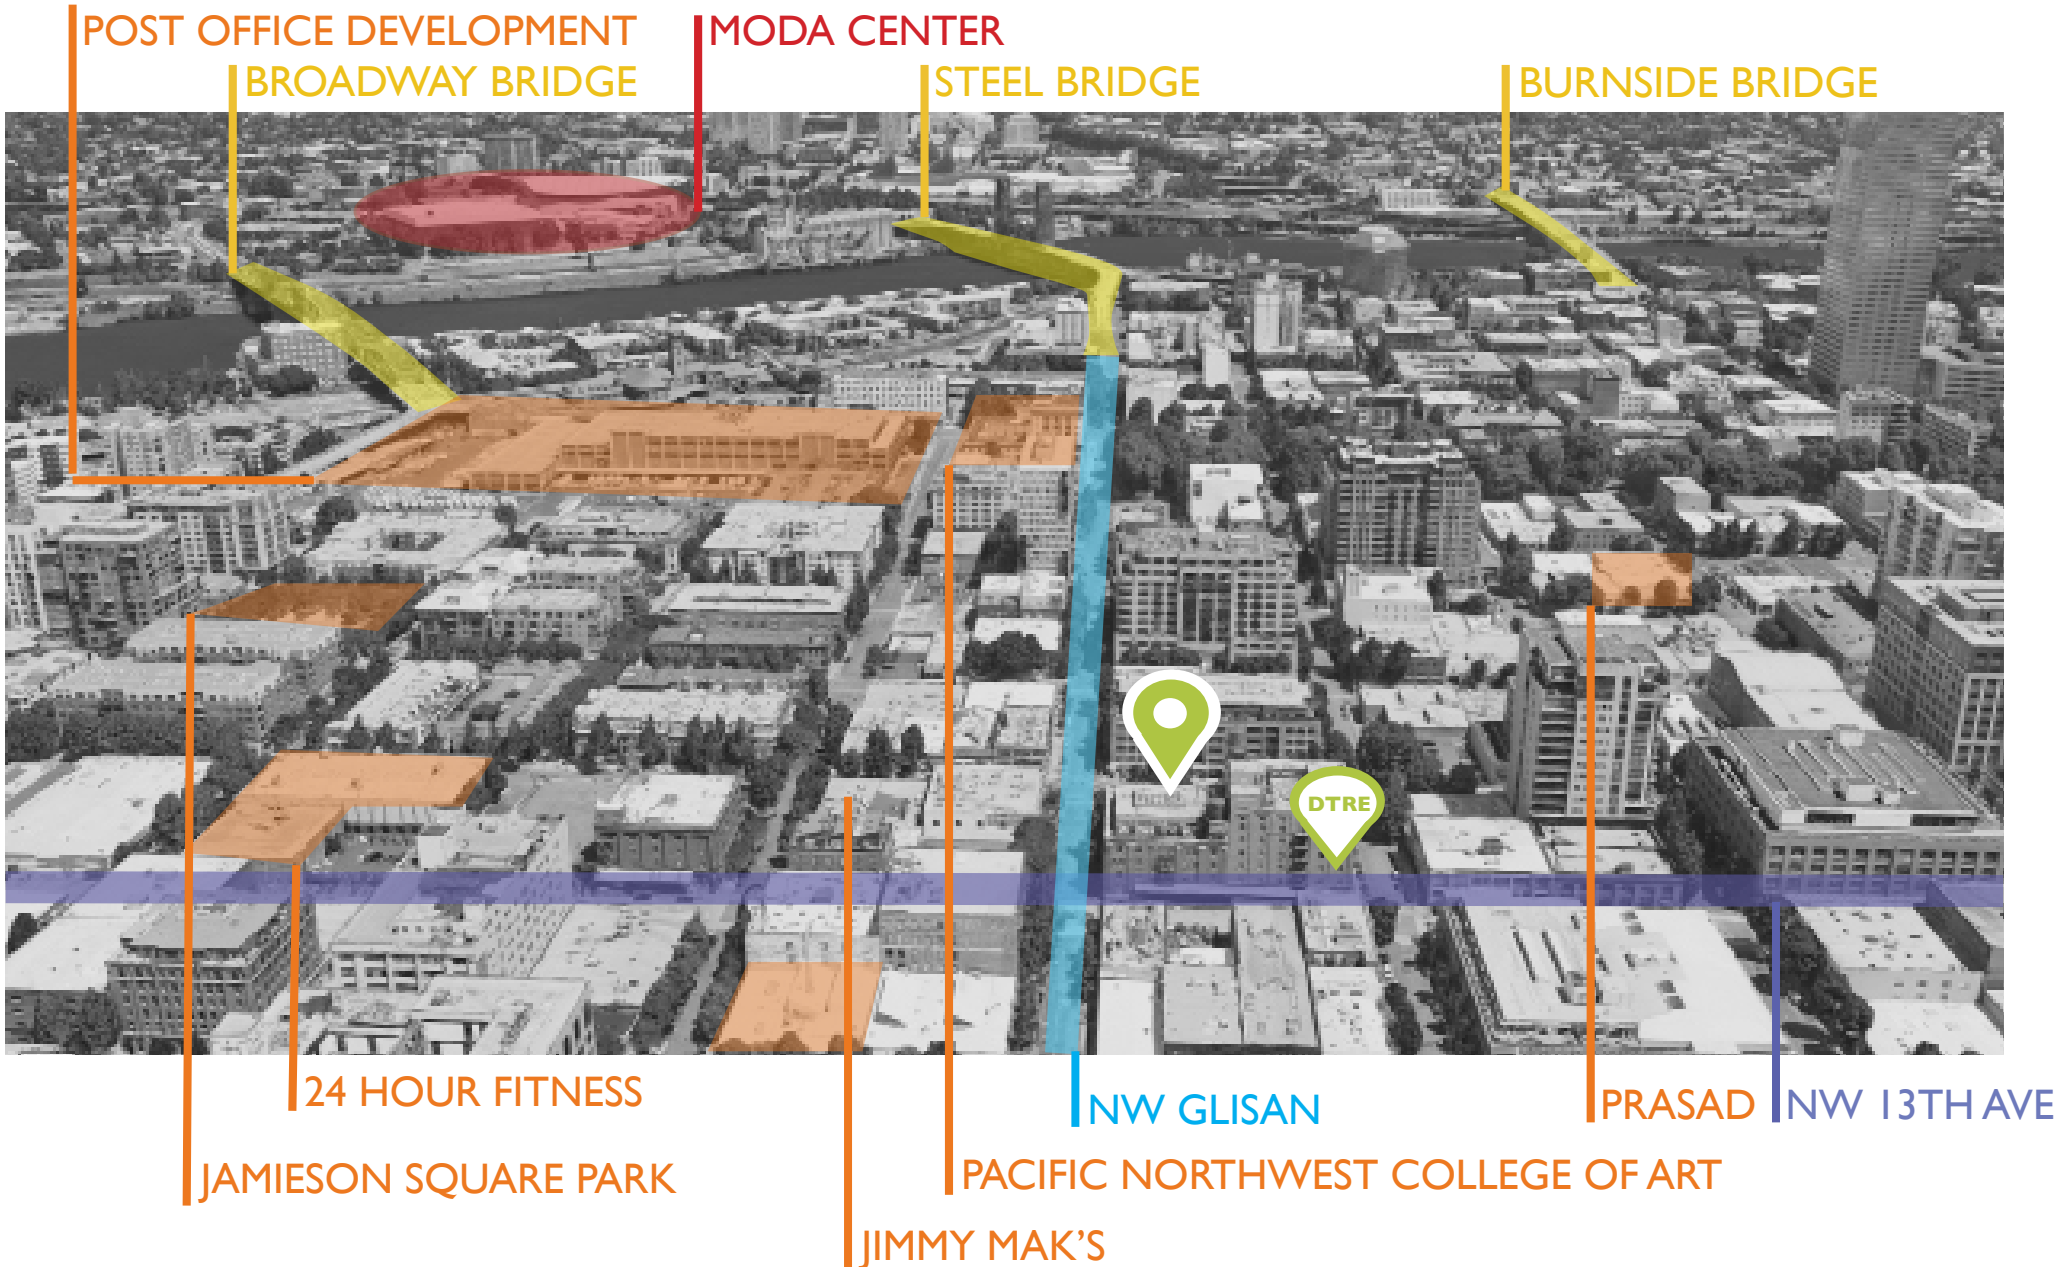 POST OFFICE DEVELOPMENT
MODA CENTER
BROADWAY BRIDGE
STEEL BRIDGE
BURNSIDE BRIDGE
DTRE
24 HOUR FITNESS
NW GLISAN
PRASAD
NW 13TH AVE
JAMIESON SQUARE PARK
PACIFIC NORTHWEST COLLEGE OF ART
JIMMY MAK'S